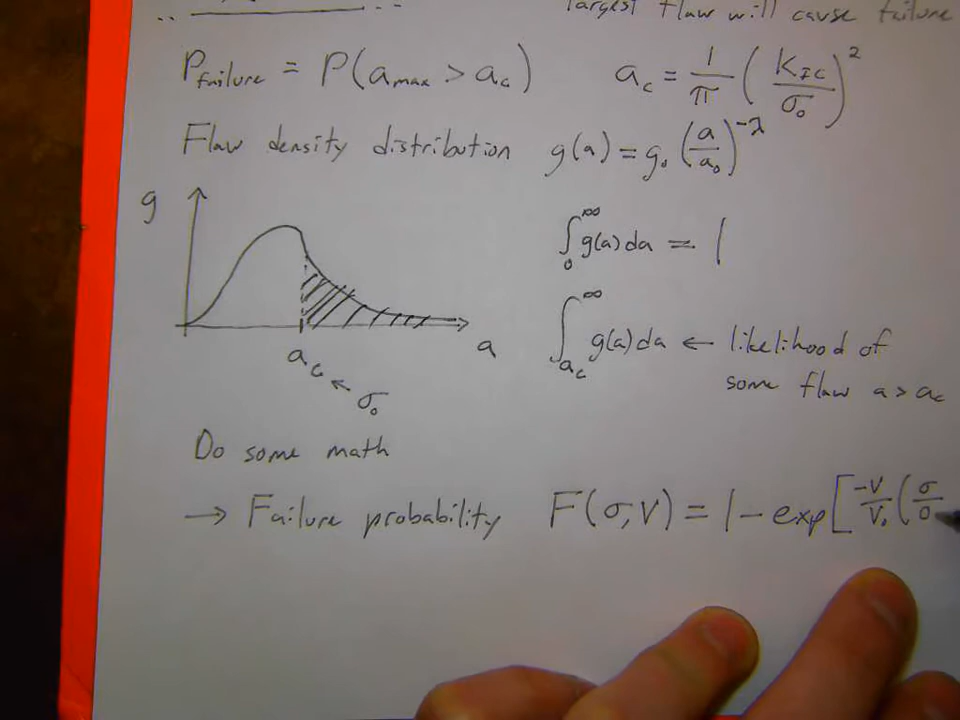 largest flaw will cause failure
P_failure = P(a_max > a_c)   a_c = 1/π (K_IC/σ_o)^2
Flaw density distribution   g(a) = g_o (a/a_o)^-λ
g
∫_0^∞ g(a)da = 1
∫_{a_c}^∞ g(a)da ← likelihood of
some flaw a > a_c
a
a_c ← σ_o
Do some math
→ Failure probability   F(σ,V) = 1 - exp[-V/V_o (σ/σ